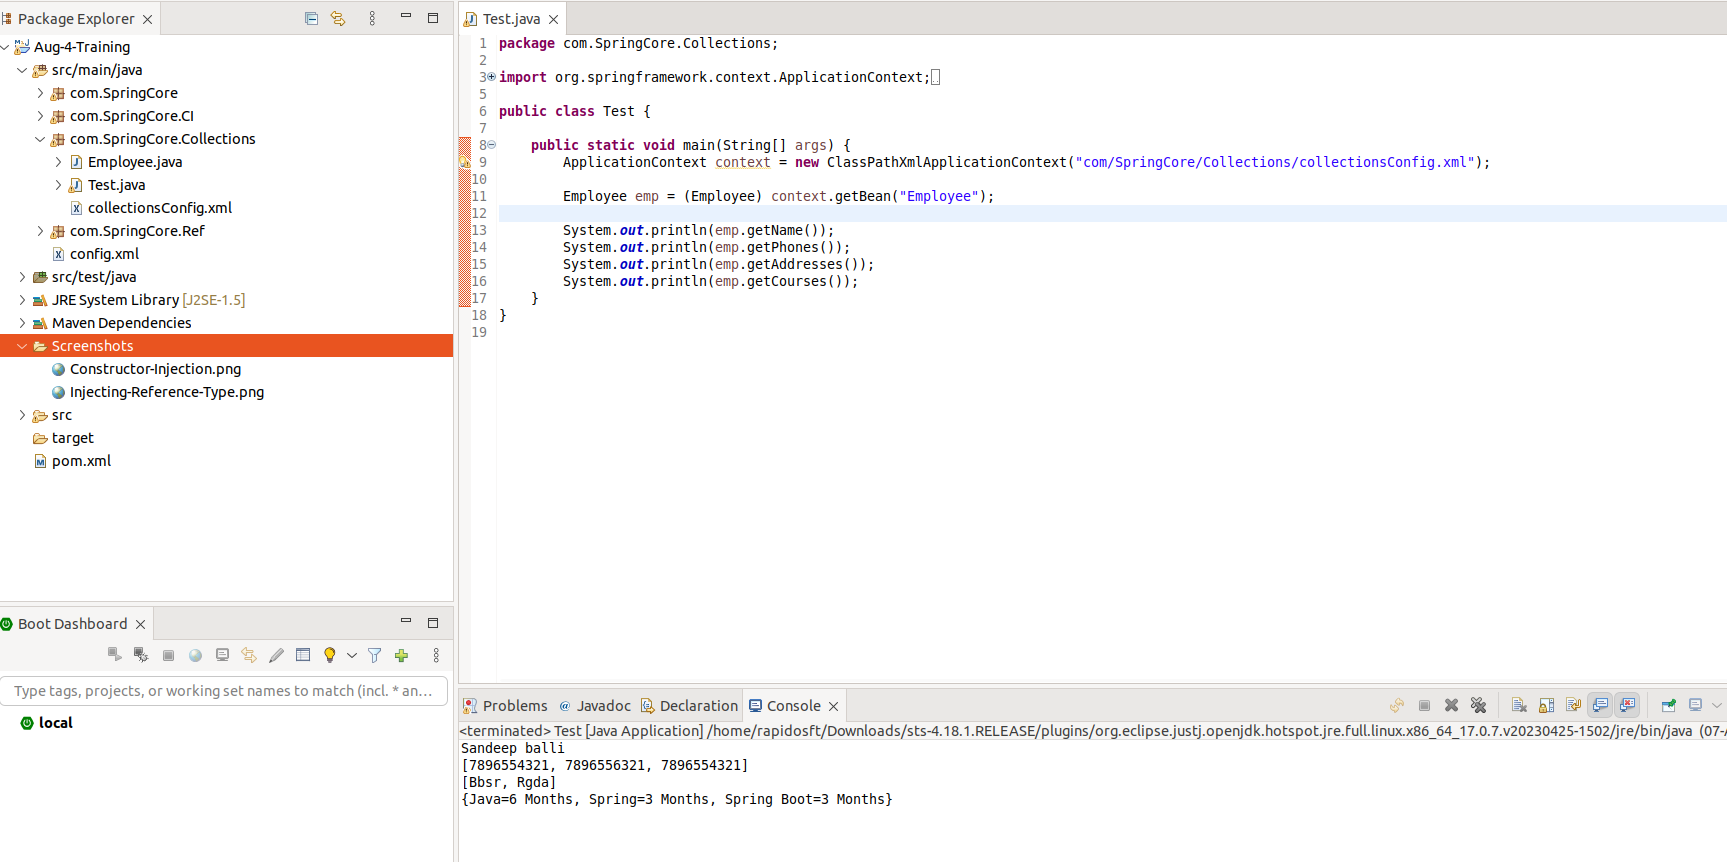 Package Explorer
Aug-4-Training
src/main/java
com.SpringCore
com.SpringCore.CI
com.SpringCore.Collections
Employee.java
Test.java
collectionsConfig.xml
com.SpringCore.Ref
config.xml
src/test/java
JRE System Library [J2SE-1.5]
Maven Dependencies
Screenshots
Constructor-Injection.png
Injecting-Reference-Type.png
src
target
pom.xml
Boot Dashboard
Type tags, projects, or working set names to match (incl. * an...
local
Test.java
1 package com.SpringCore.Collections;
2
3 import org.springframework.context.ApplicationContext;
5
6 public class Test {
7
8 public static void main(String[] args) {
9 ApplicationContext context = new ClassPathXmlApplicationContext("com/SpringCore/Collections/collectionsConfig.xml");
10
11 Employee emp = (Employee) context.getBean("Employee");
12
13 System.out.println(emp.getName());
14 System.out.println(emp.getPhones());
15 System.out.println(emp.getAddresses());
16 System.out.println(emp.getCourses());
17 }
18 }
19
Problems @ Javadoc Declaration Console
<terminated> Test [Java Application] /home/rapidosft/Downloads/sts-4.18.1.RELEASE/plugins/org.eclipse.justj.openjdk.hotspot.jre.full.linux.x86_64_17.0.7.v20230425-1502/jre/bin/java (07-
Sandeep balli
[7896554321, 7896556321, 7896554321]
[Bbsr, Rgda]
{Java=6 Months, Spring=3 Months, Spring Boot=3 Months}